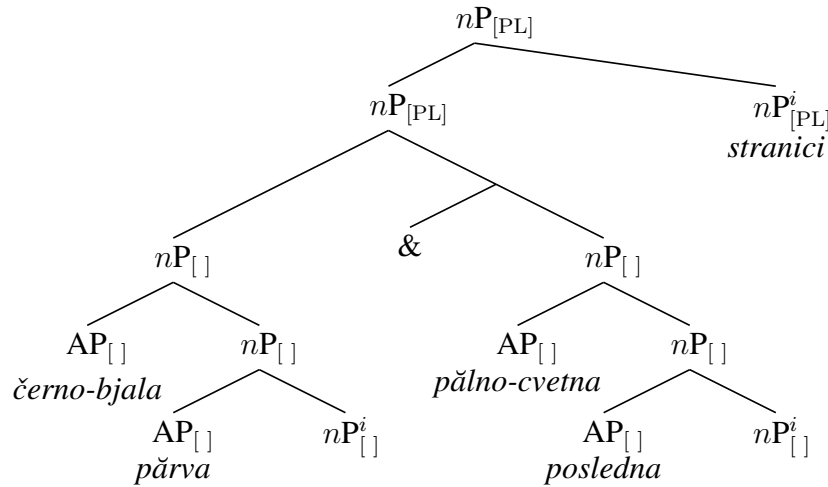 nP[PL]
nP[PL] nP^i[PL]
stranici
&
nP[ ] nP[ ]
AP[ ] nP[ ] AP[ ] nP[ ]
černo-bjala pălno-cvetna
AP[ ] nP^i[ ] AP[ ] nP^i[ ]
părva posledna